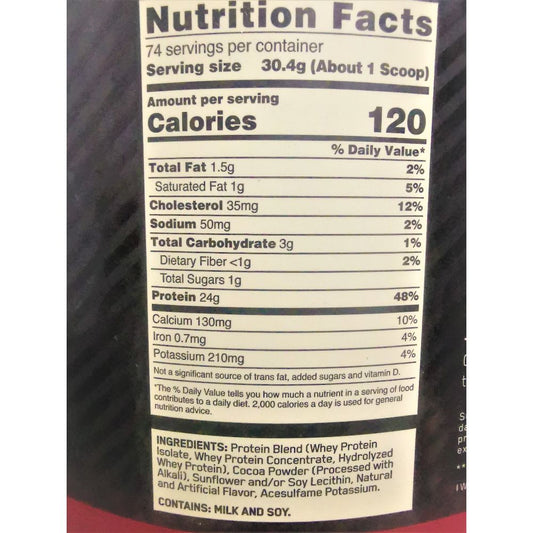 Nutrition Facts
74 servings per container
Serving size 30.4g (About 1 Scoop)
Amount per serving
Calories 120
% Daily Value*
Total Fat 1.5g 2%
Saturated Fat 1g 5%
Cholesterol 35mg 12%
Sodium 50mg 2%
Total Carbohydrate 3g 1%
Dietary Fiber <1g 2%
Total Sugars 1g
Protein 24g 48%
Calcium 130mg 10%
Iron 0.7mg 4%
Potassium 210mg 4%
Not a significant source of trans fat, added sugars and vitamin D.
*The % Daily Value tells you how much a nutrient in a serving of food
contributes to a daily diet. 2,000 calories a day is used for general
nutrition advice.
INGREDIENTS: Protein Blend (Whey Protein
Isolate, Whey Protein Concentrate, Hydrolyzed
Whey Protein), Cocoa Powder (Processed with
Alkali), Sunflower and/or Soy Lecithin, Natural
and Artificial Flavor, Acesulfame Potassium.
CONTAINS: MILK AND SOY.